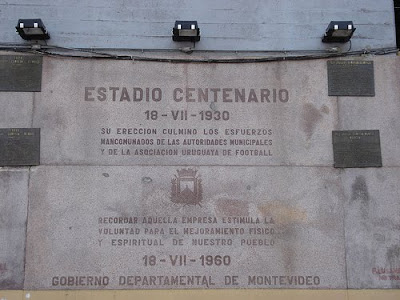 ESTADIO CENTENARIO
18 - VII - 1930
SU ERECCION CULMINO LOS ESFUERZOS
MANCOMUNADOS DE LAS AUTORIDADES MUNICIPALES
Y DE LA ASOCIACION URUGUAYA DE FOOTBALL
RECORDAR AQUELLA EMPRESA ESTIMULA LA
VOLUNTAD PARA EL MEJORAMIENTO FISICO
Y ESPIRITUAL DE NUESTRO PUEBLO
18 - VII - 1960
GOBIERNO DEPARTAMENTAL DE MONTEVIDEO